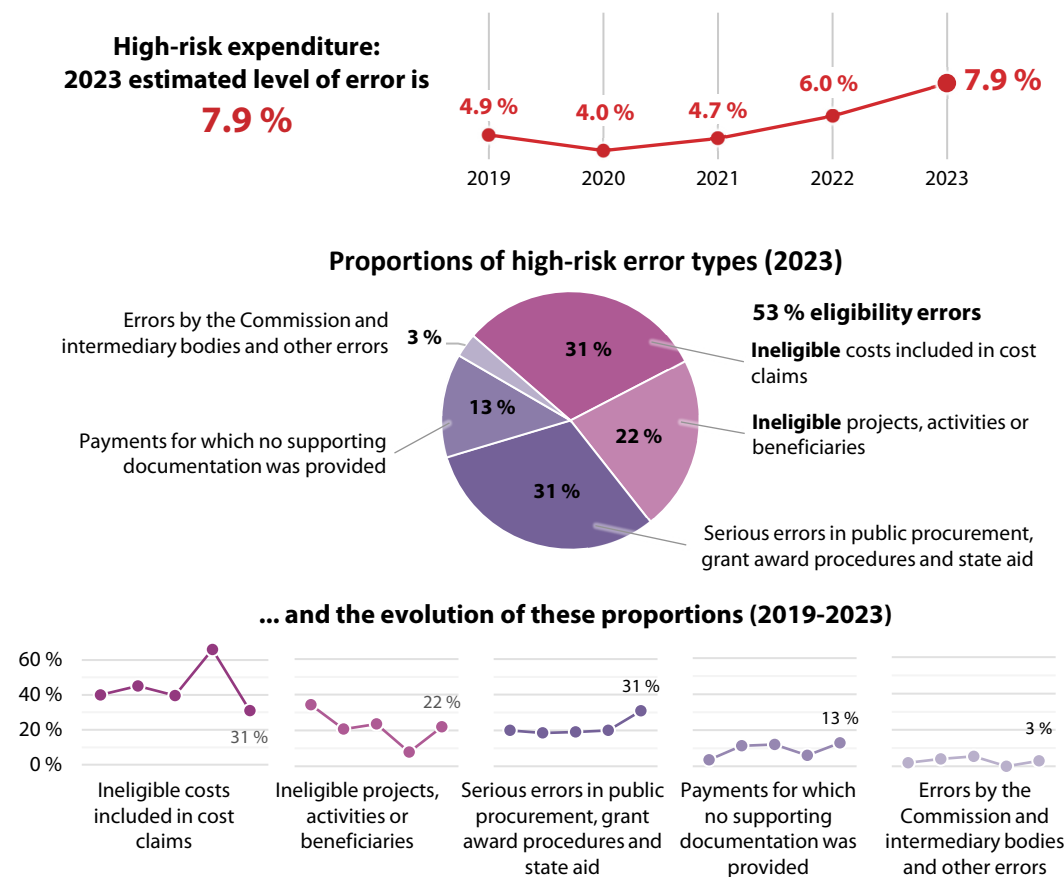 High-risk expenditure:
2023 estimated level of error is
7.9 %
4.9 %
4.0 %
4.7 %
6.0 %
7.9 %
2019
2020
2021
2022
2023
Proportions of high-risk error types (2023)
Errors by the Commission and
intermediary bodies and other errors
3 %
31 %
53 % eligibility errors
Ineligible costs included in cost
claims
13 %
22 %
Ineligible projects, activities or
beneficiaries
Payments for which no supporting
documentation was provided
31 %
Serious errors in public procurement,
grant award procedures and state aid
... and the evolution of these proportions (2019-2023)
60 %
40 %
20 %
0 %
31 %
22 %
31 %
13 %
3 %
Ineligible costs
included in cost
claims
Ineligible projects,
activities or
beneficiaries
Serious errors in public
procurement, grant
award procedures and
state aid
Payments for which
no supporting
documentation was
provided
Errors by the
Commission and
intermediary bodies
and other errors